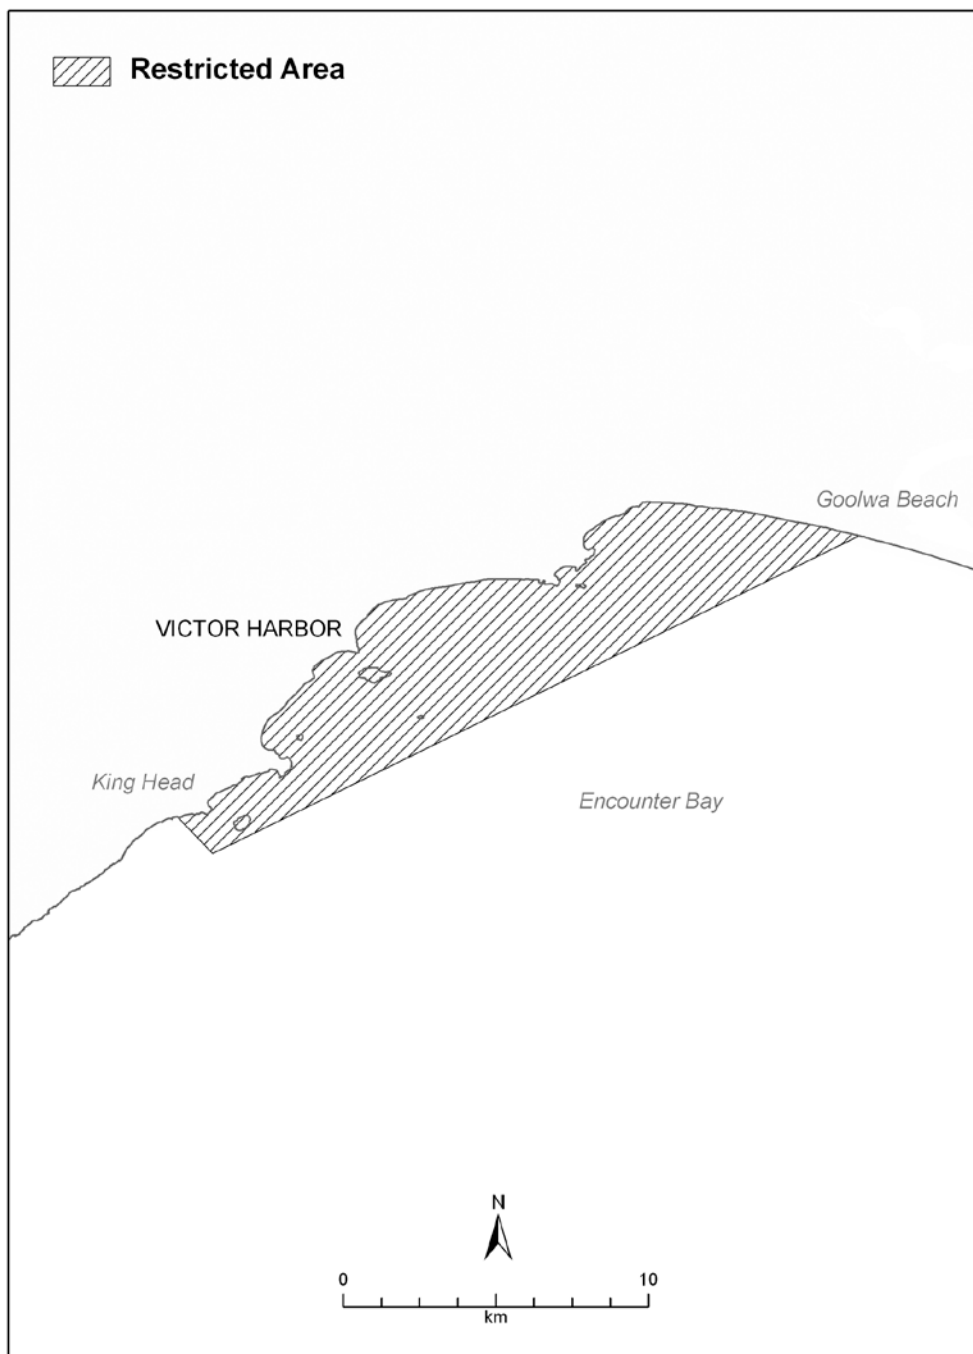 Restricted Area
Goolwa Beach
VICTOR HARBOR
King Head
Encounter Bay
N
0 10
km